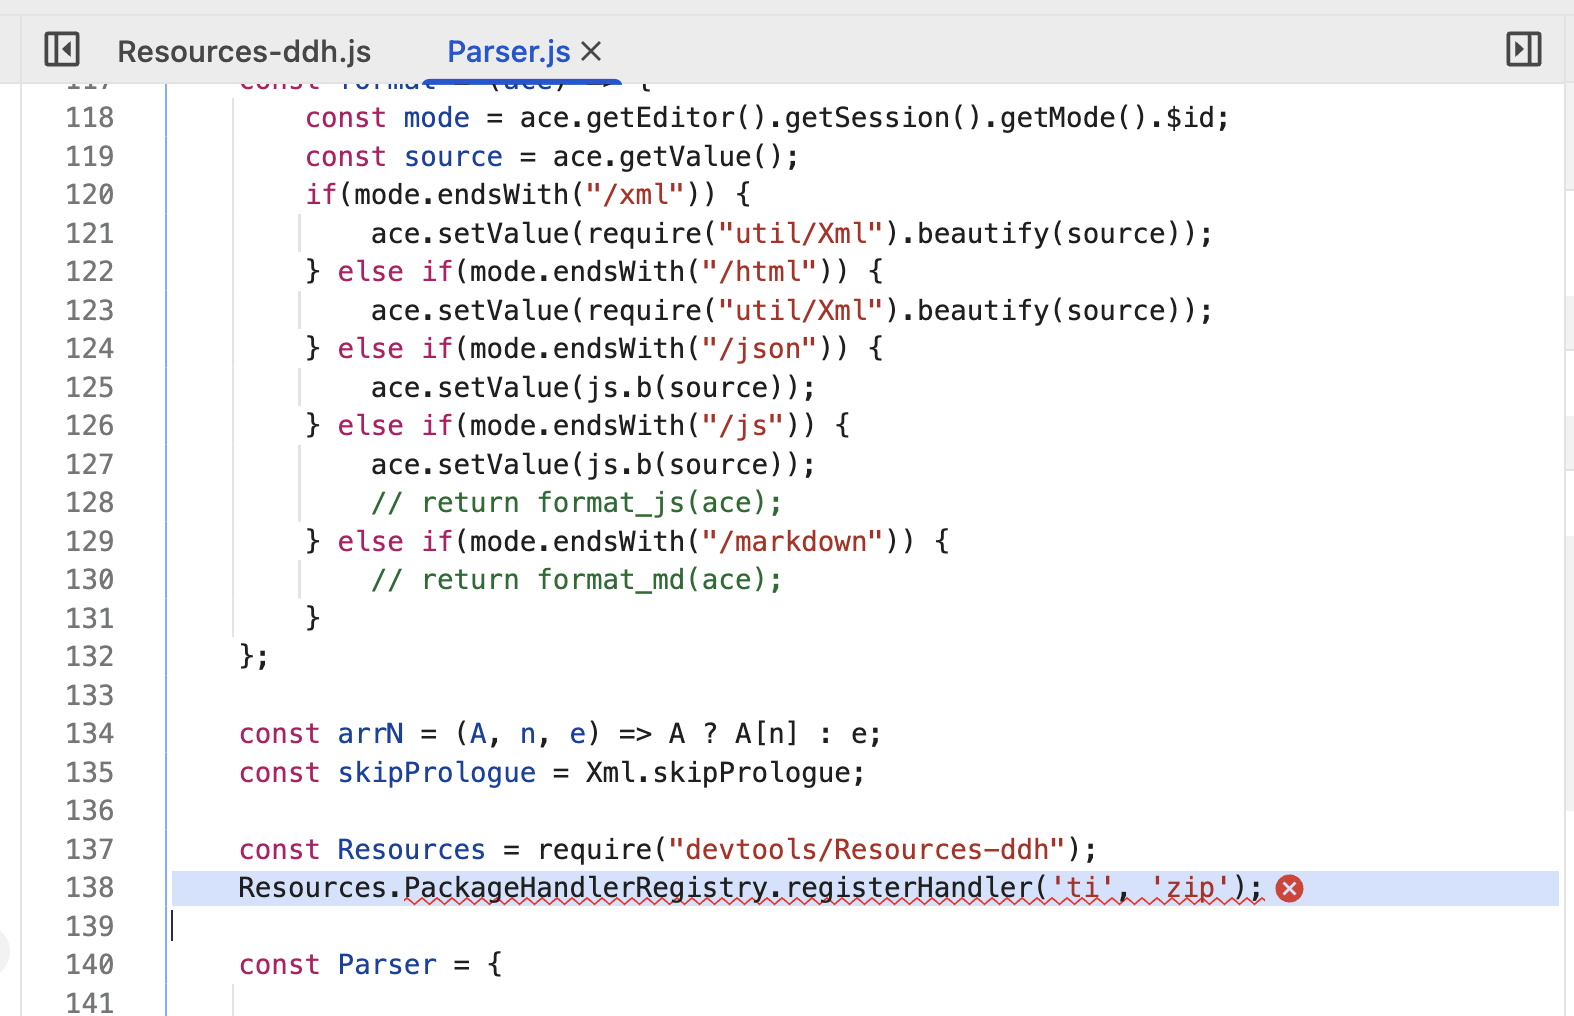 Resources-ddh.js Parser.js
117 const format = (ace) => {
118 const mode = ace.getEditor().getSession().getMode().$id;
119 const source = ace.getValue();
120 if(mode.endsWith("/xml")) {
121 ace.setValue(require("util/Xml").beautify(source));
122 } else if(mode.endsWith("/html")) {
123 ace.setValue(require("util/Xml").beautify(source));
124 } else if(mode.endsWith("/json")) {
125 ace.setValue(js.b(source));
126 } else if(mode.endsWith("/js")) {
127 ace.setValue(js.b(source));
128 // return format_js(ace);
129 } else if(mode.endsWith("/markdown")) {
130 // return format_md(ace);
131 }
132 };
133
134 const arrN = (A, n, e) => A ? A[n] : e;
135 const skipPrologue = Xml.skipPrologue;
136
137 const Resources = require("devtools/Resources-ddh");
138 Resources.PackageHandlerRegistry.registerHandler('ti', 'zip');
139
140 const Parser = {
141